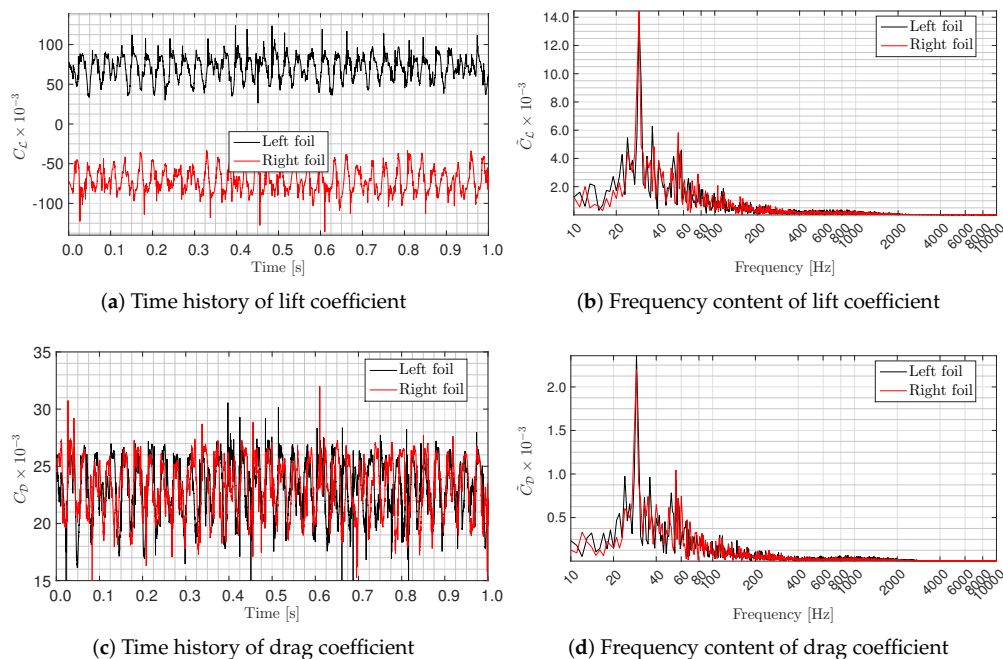 100
50
0
-50
-100
C_L × 10⁻³
Left foil
Right foil
0.0 0.1 0.2 0.3 0.4 0.5 0.6 0.7 0.8 0.9 1.0
Time [s]
(a) Time history of lift coefficient
14.0
12.0
10.0
8.0
6.0
4.0
2.0
C̃_L × 10⁻³
Left foil
Right foil
10 20 40 60 80 100 200 400 600 800 1000 2000 4000 6000 8000 10000
Frequency [Hz]
(b) Frequency content of lift coefficient
35
30
25
20
15
C_D × 10⁻³
Left foil
Right foil
0.0 0.1 0.2 0.3 0.4 0.5 0.6 0.7 0.8 0.9 1.0
Time [s]
(c) Time history of drag coefficient
2.0
1.5
1.0
0.5
C̃_D × 10⁻³
Left foil
Right foil
10 20 40 60 80 100 200 400 600 800 1000 2000 4000 6000 8000 10000
Frequency [Hz]
(d) Frequency content of drag coefficient